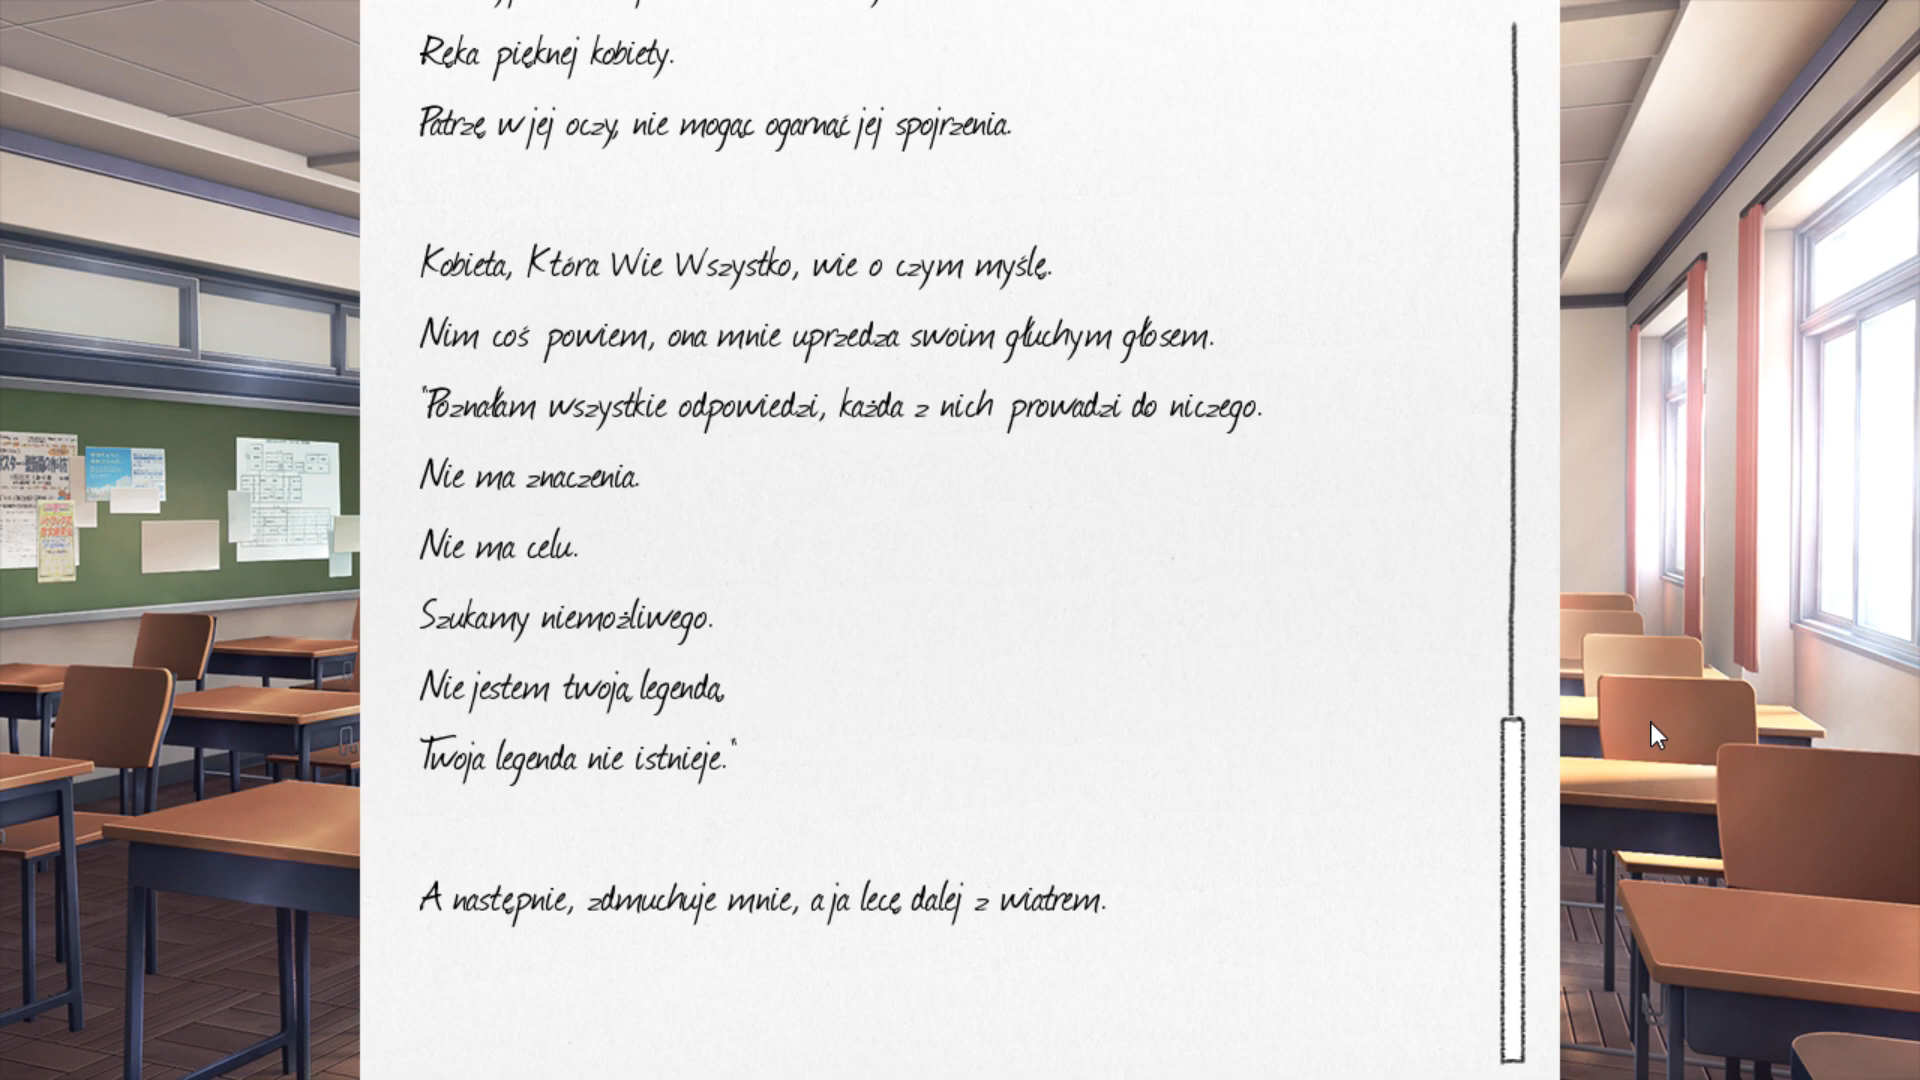 Ręka pięknej kobiety.
Patrzę w jej oczy, nie mogąc ogarnąć jej spojrzenia.
Kobieta, Która Wie Wszystko, wie o czym myślę.
Nim coś powiem, ona mnie uprzedza swoim głuchym głosem.
"Poznałam wszystkie odpowiedzi, każda z nich prowadzi do niczego.
Nie ma znaczenia.
Nie ma celu.
Szukamy niemożliwego.
Nie jestem twoją legendą,
Twoja legenda nie istnieje."
A następnie, zdmuchuje mnie, a ja lecę dalej z wiatrem.